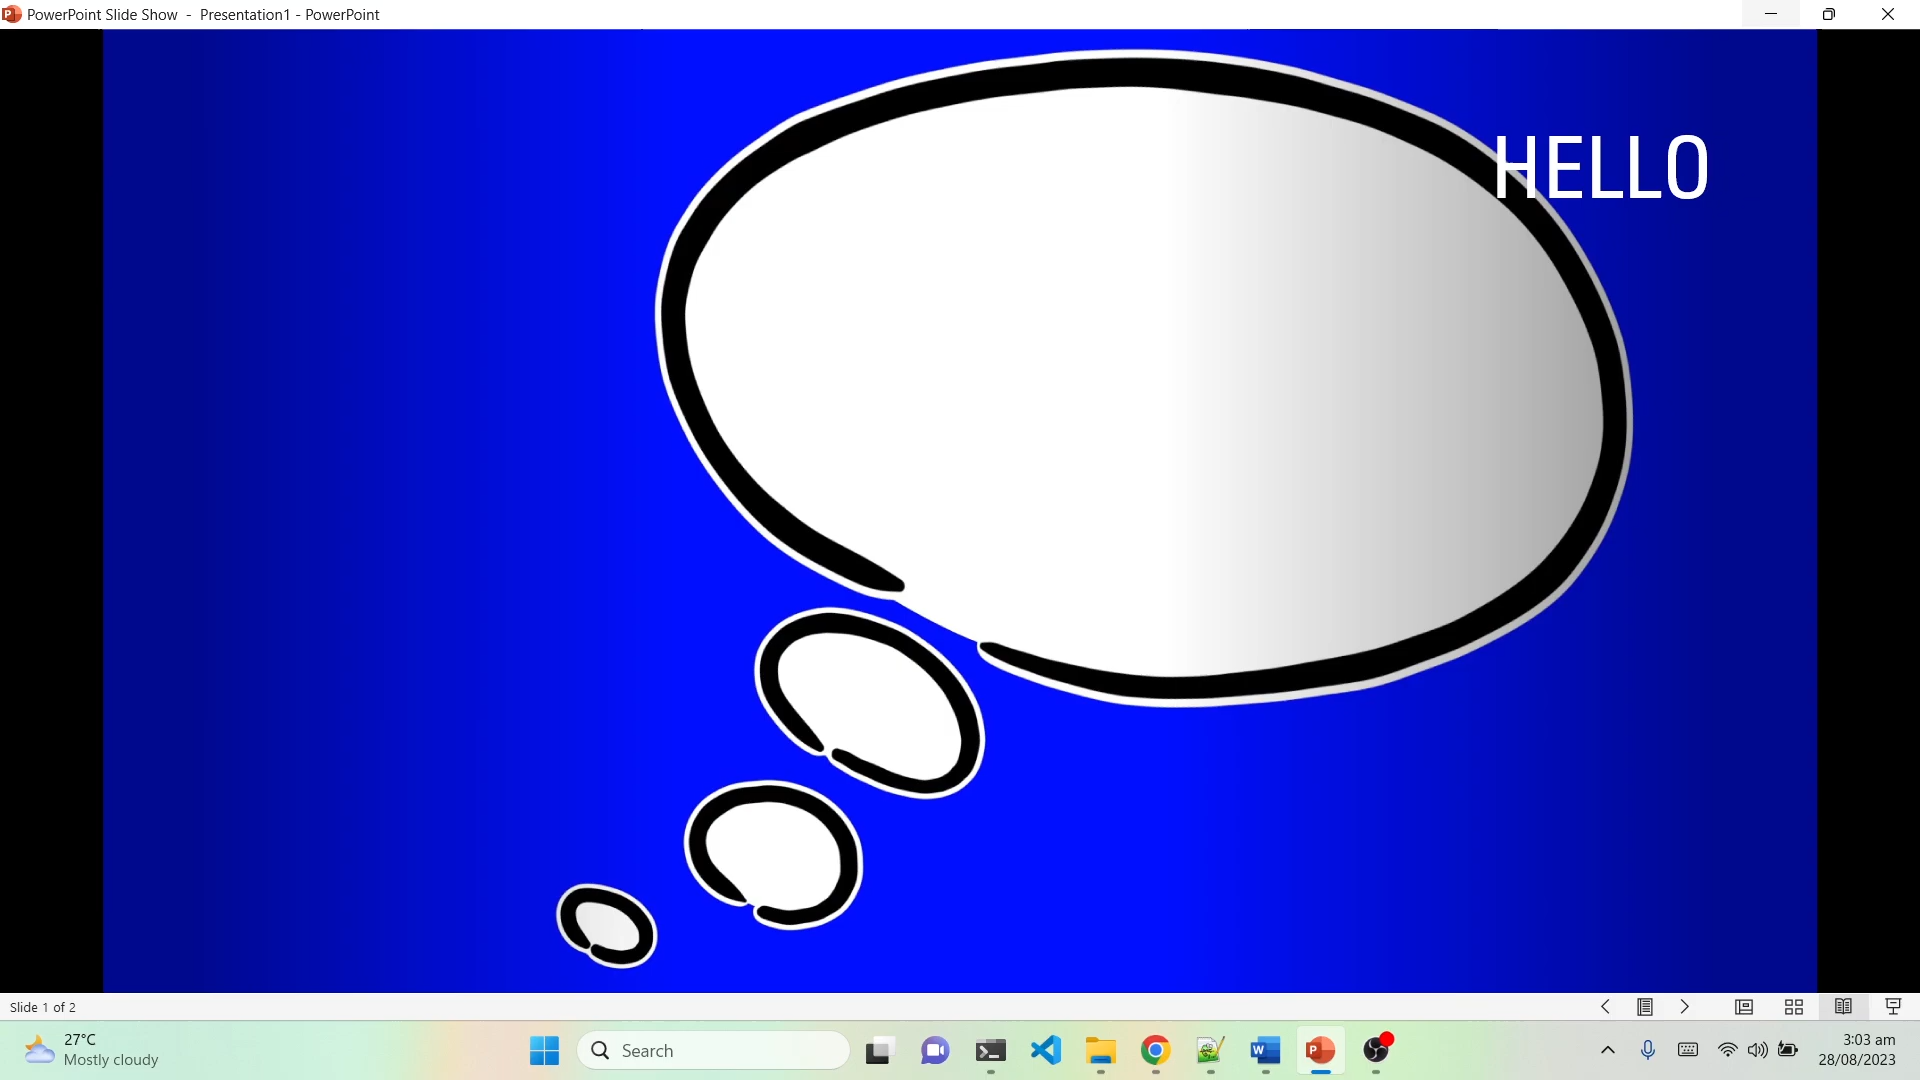 PowerPoint Slide Show - Presentation1 - PowerPoint
HELLO
Slide 1 of 2
27°C
Mostly cloudy
Search
3:03 am
28/08/2023